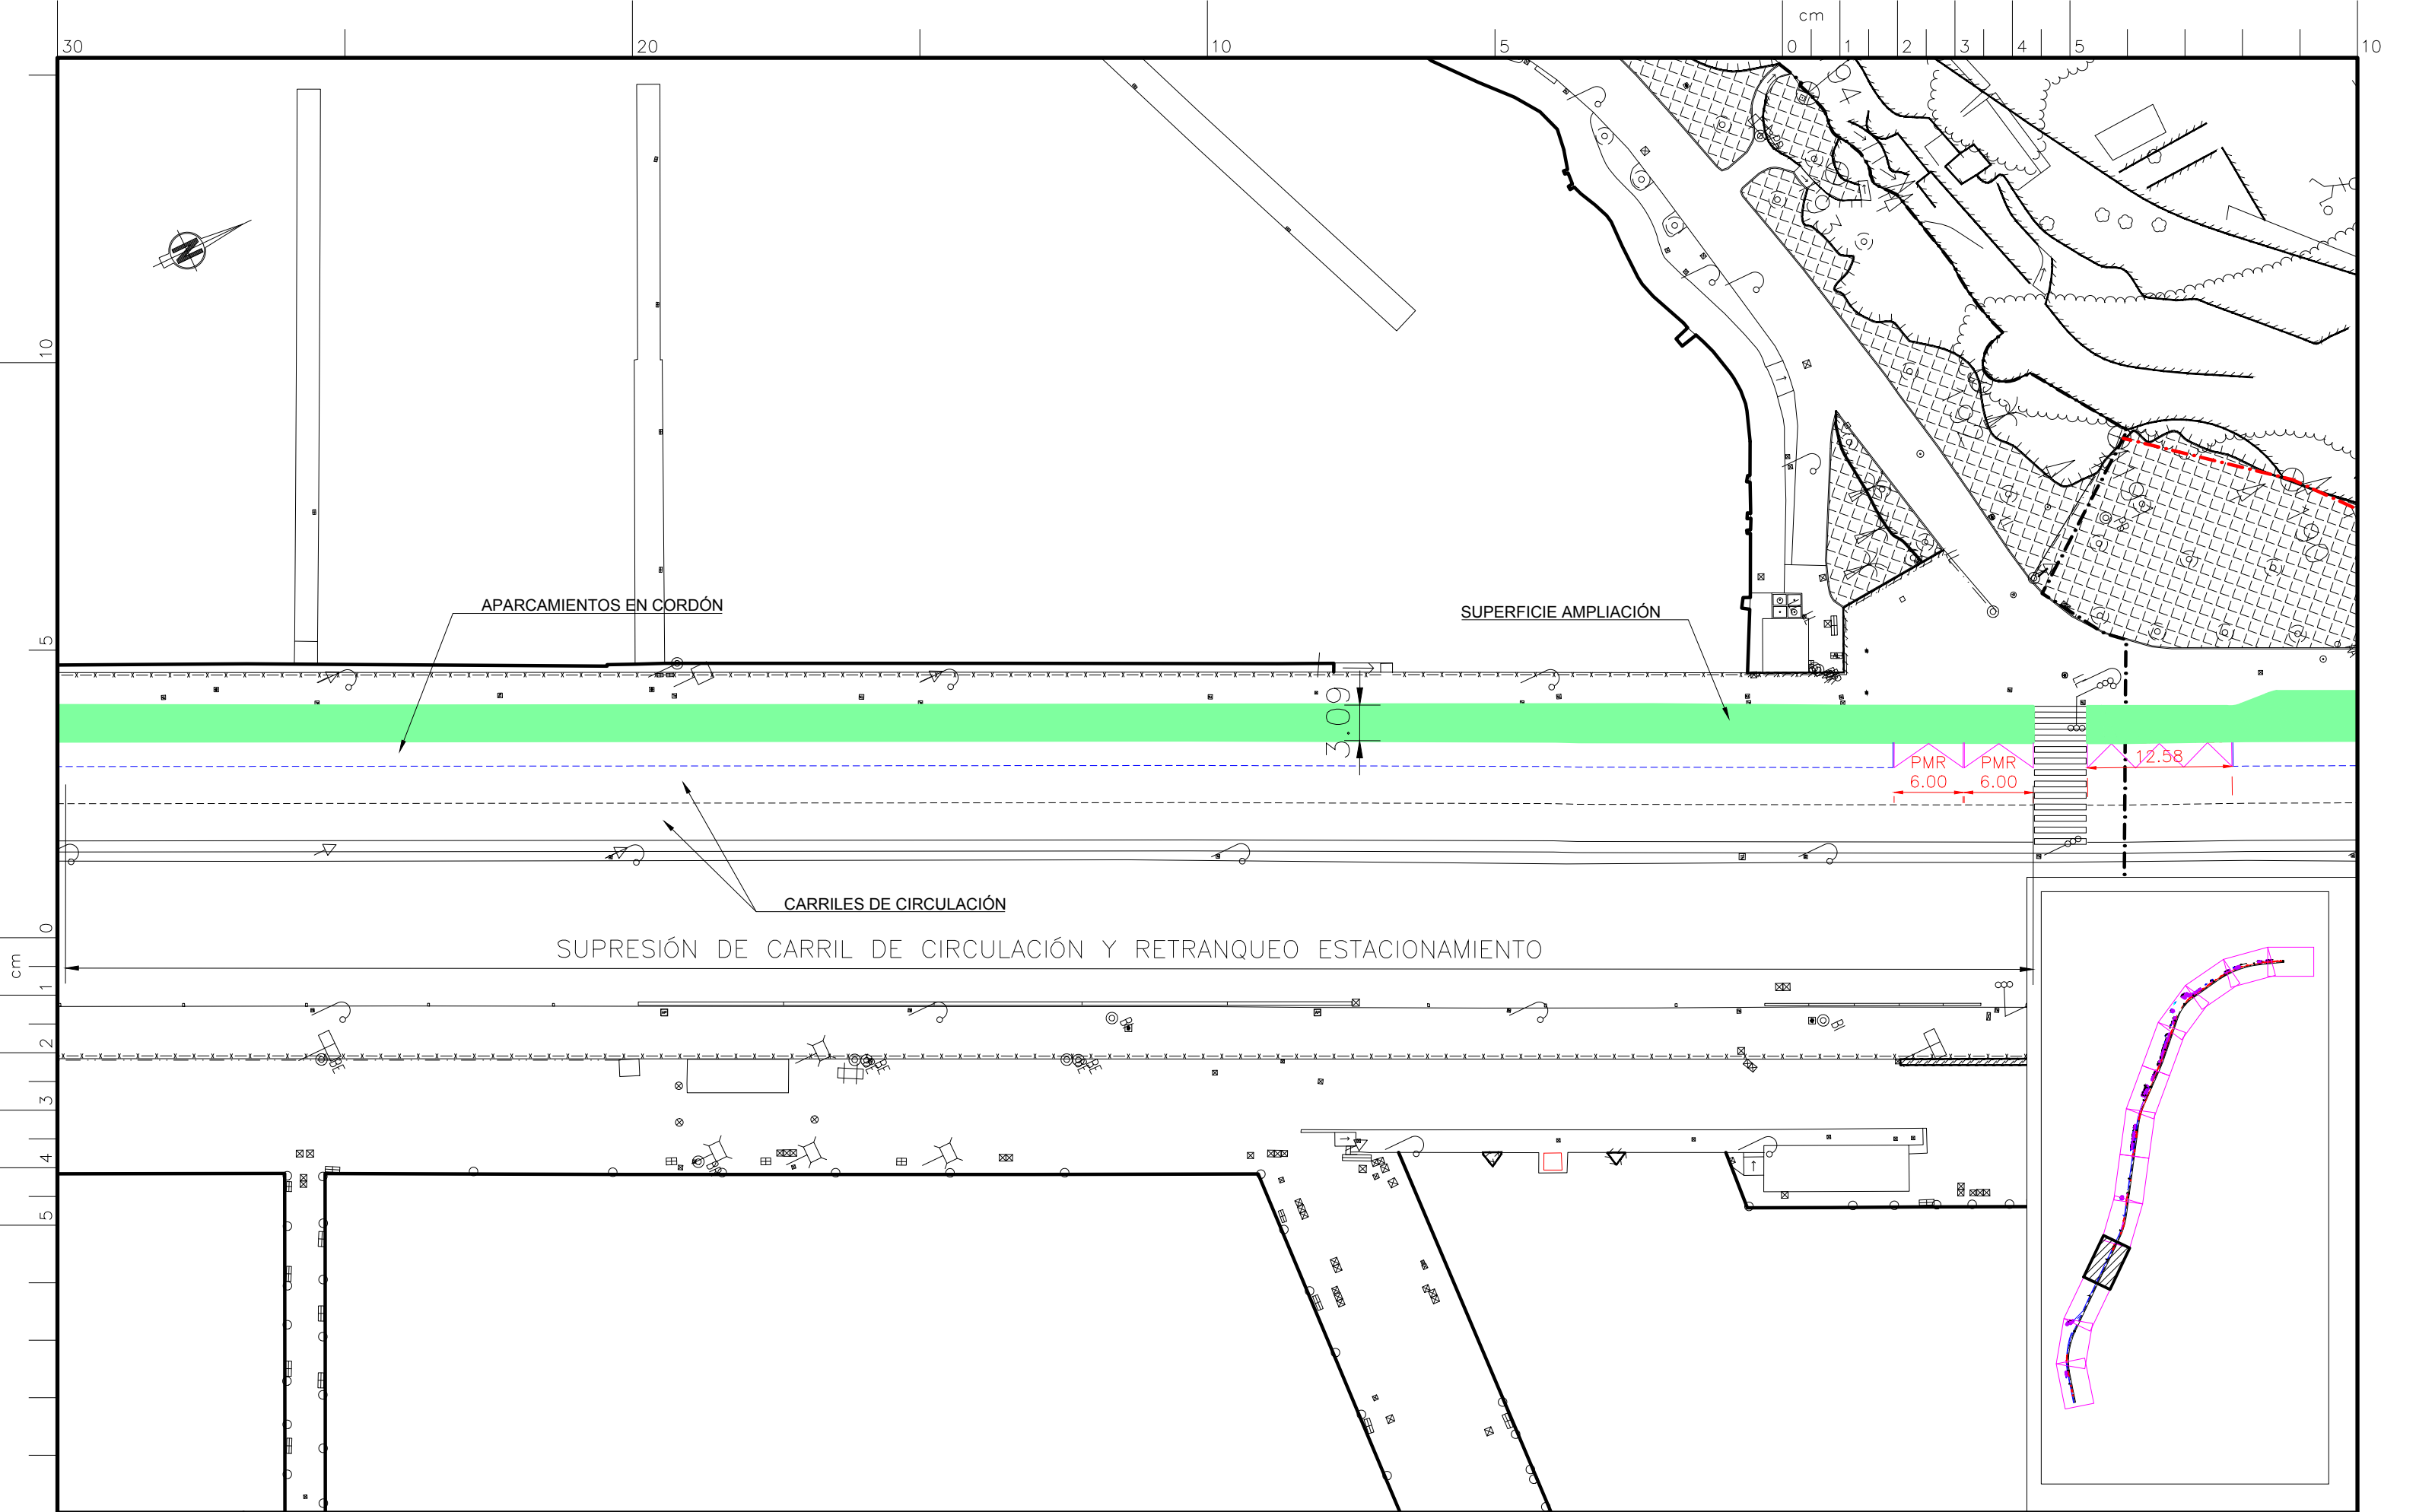 cm
30 20 10 5 0 1 2 3 4 5 10
10
5
0
cm
1
2
3
4
5
N
APARCAMIENTOS EN CORDÓN
SUPERFICIE AMPLIACIÓN
3.09
PMR
6.00
PMR
6.00
12.58
CARRILES DE CIRCULACIÓN
SUPRESIÓN DE CARRIL DE CIRCULACIÓN Y RETRANQUEO ESTACIONAMIENTO